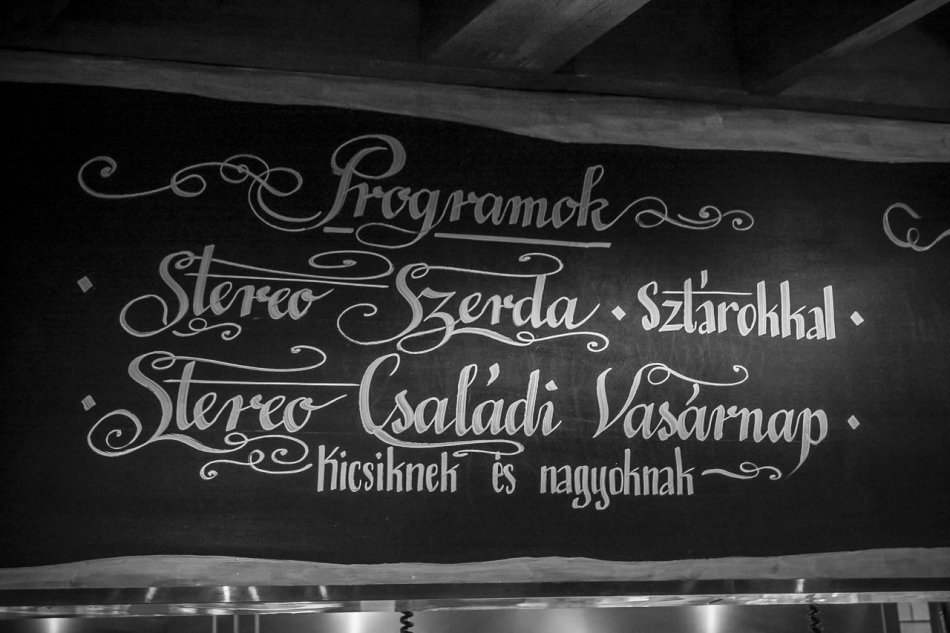 Programok
Stereo Szerda · Sztárokkal
Stereo Családi Vasárnap
Kicsiknek és nagyoknak